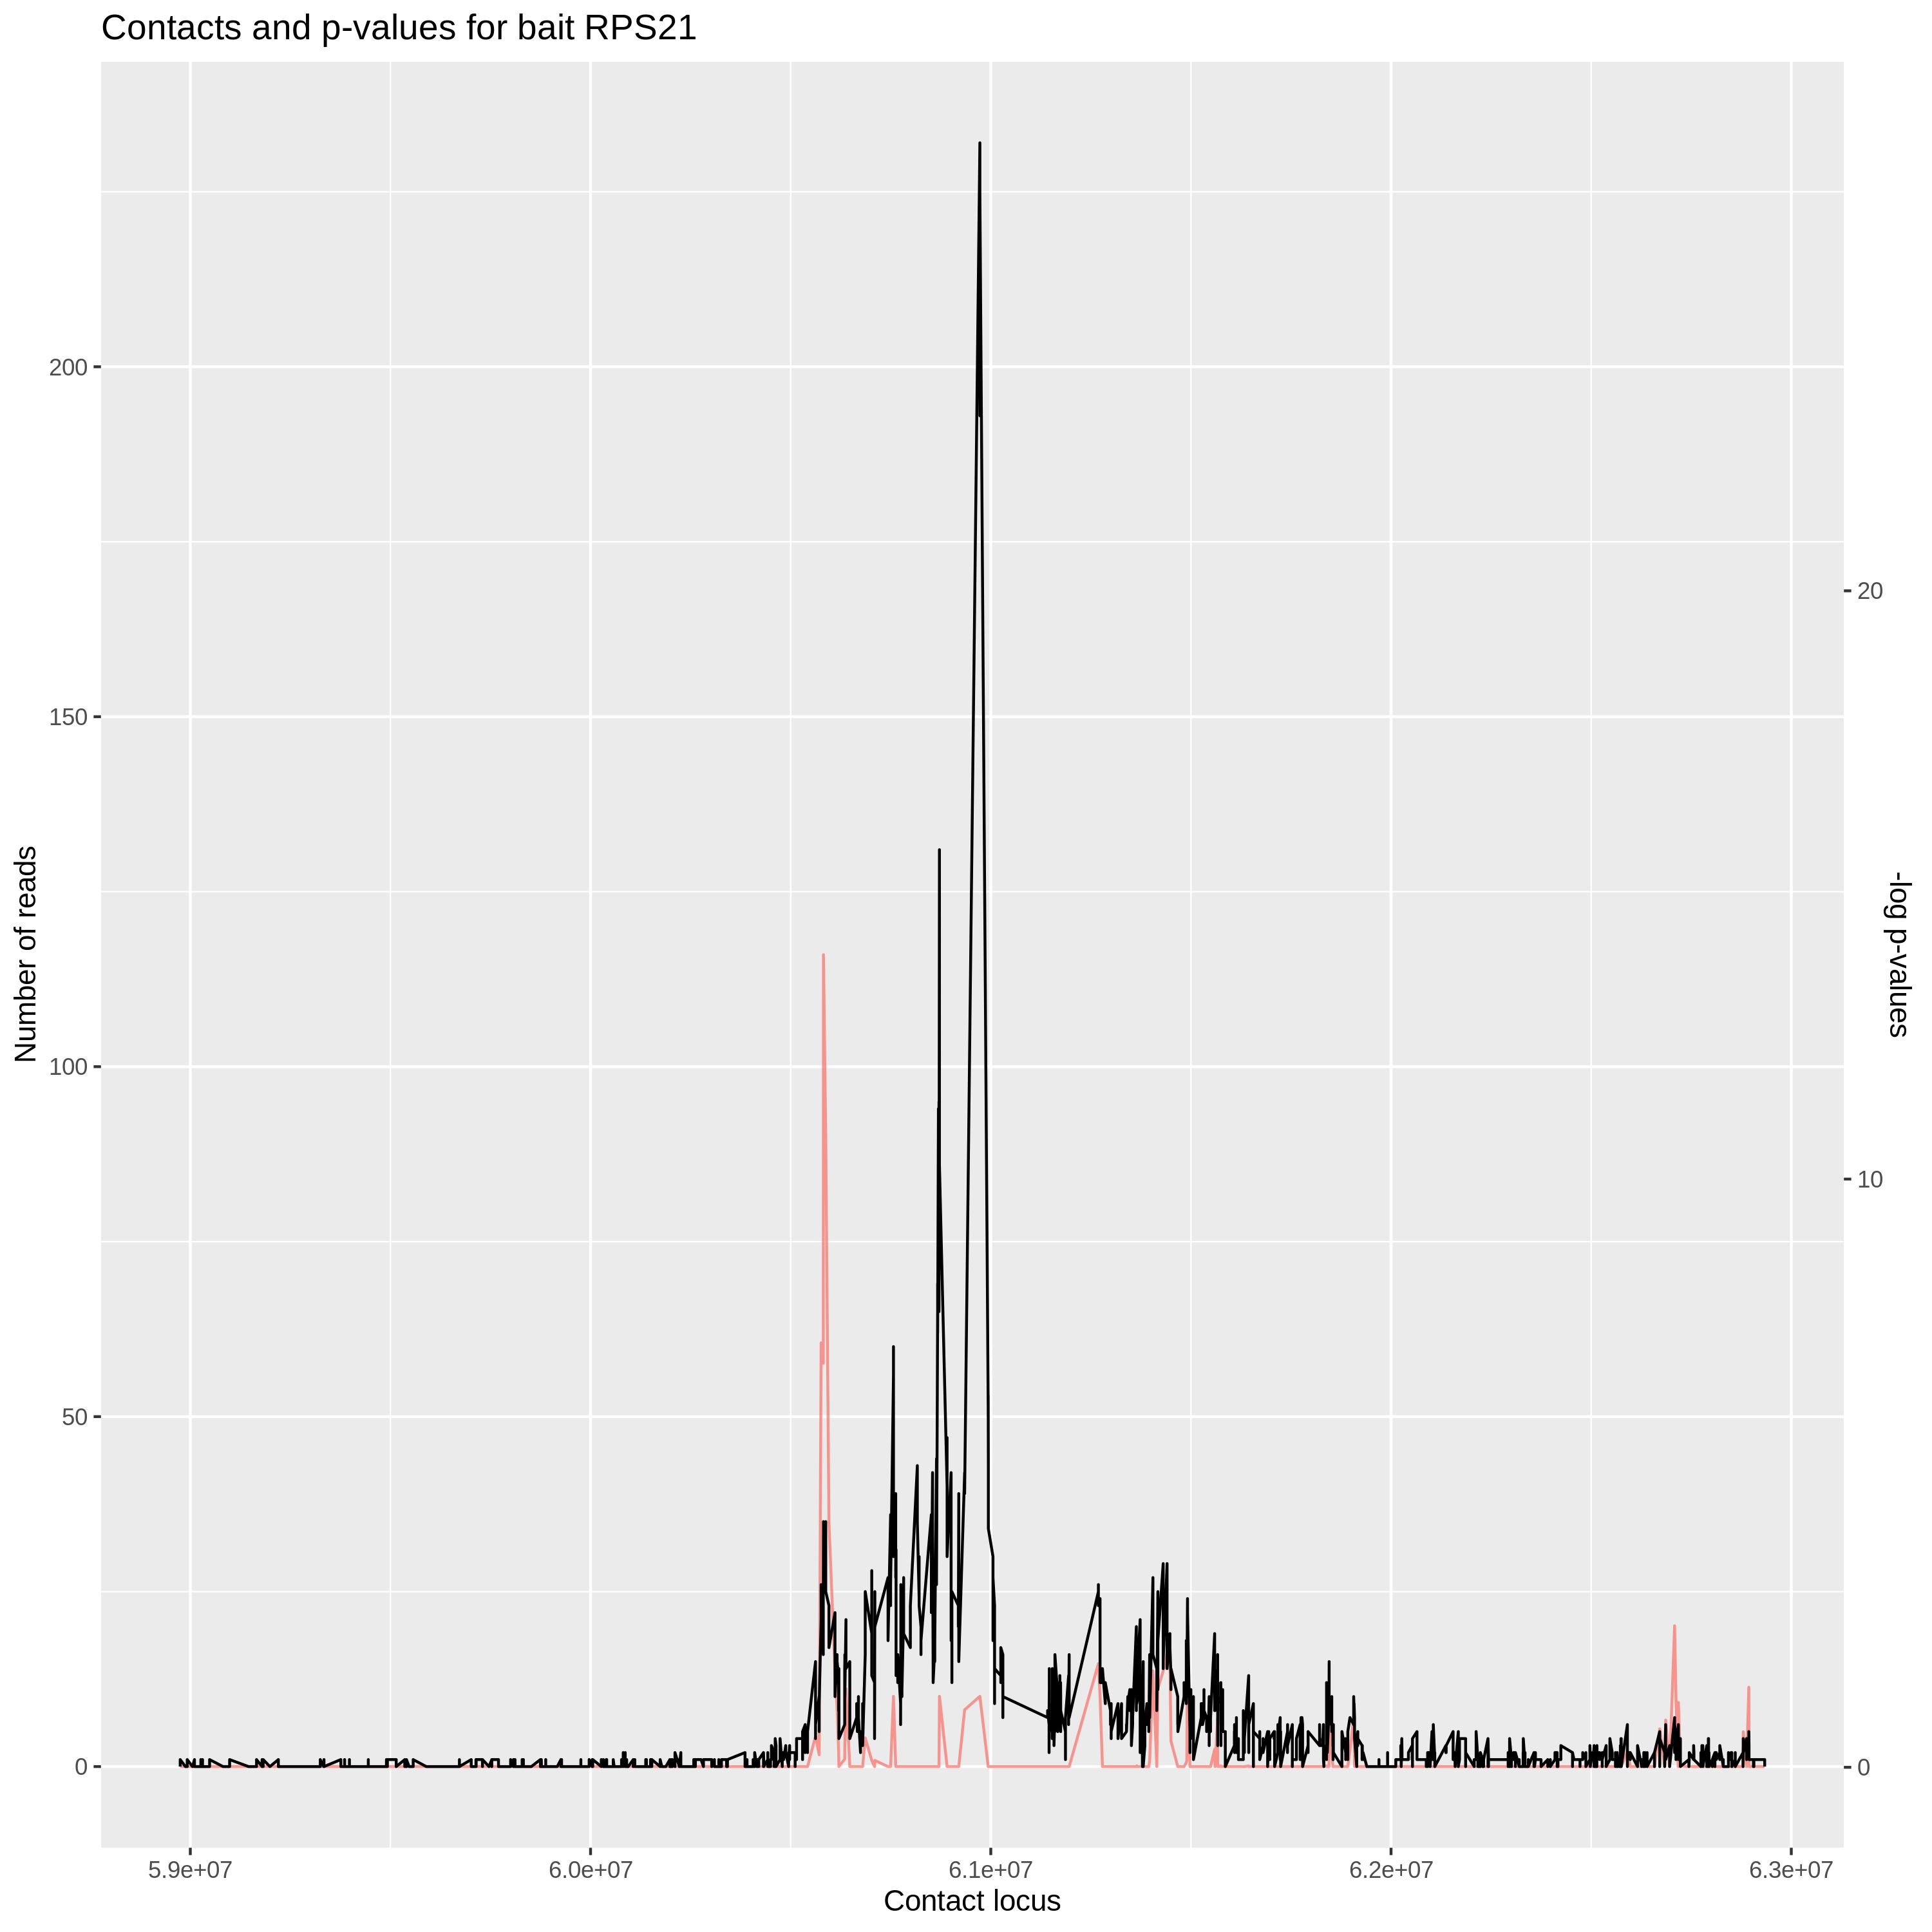 Contacts and p-values for bait RPS21
Number of reads
200
150
100
50
0
20
10
0
-log p-values
5.9e+07 6.0e+07 6.1e+07 6.2e+07 6.3e+07
Contact locus